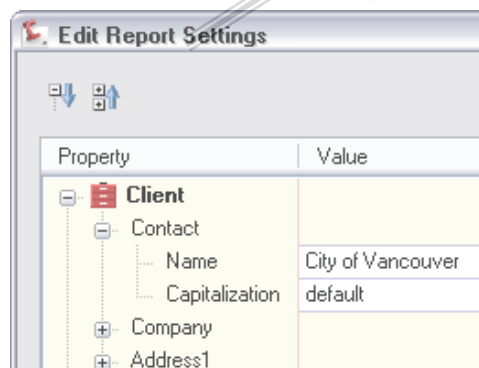 Edit Report Settings
Property Value
Client
Contact
Name City of Vancouver
Capitalization default
Company
Address1